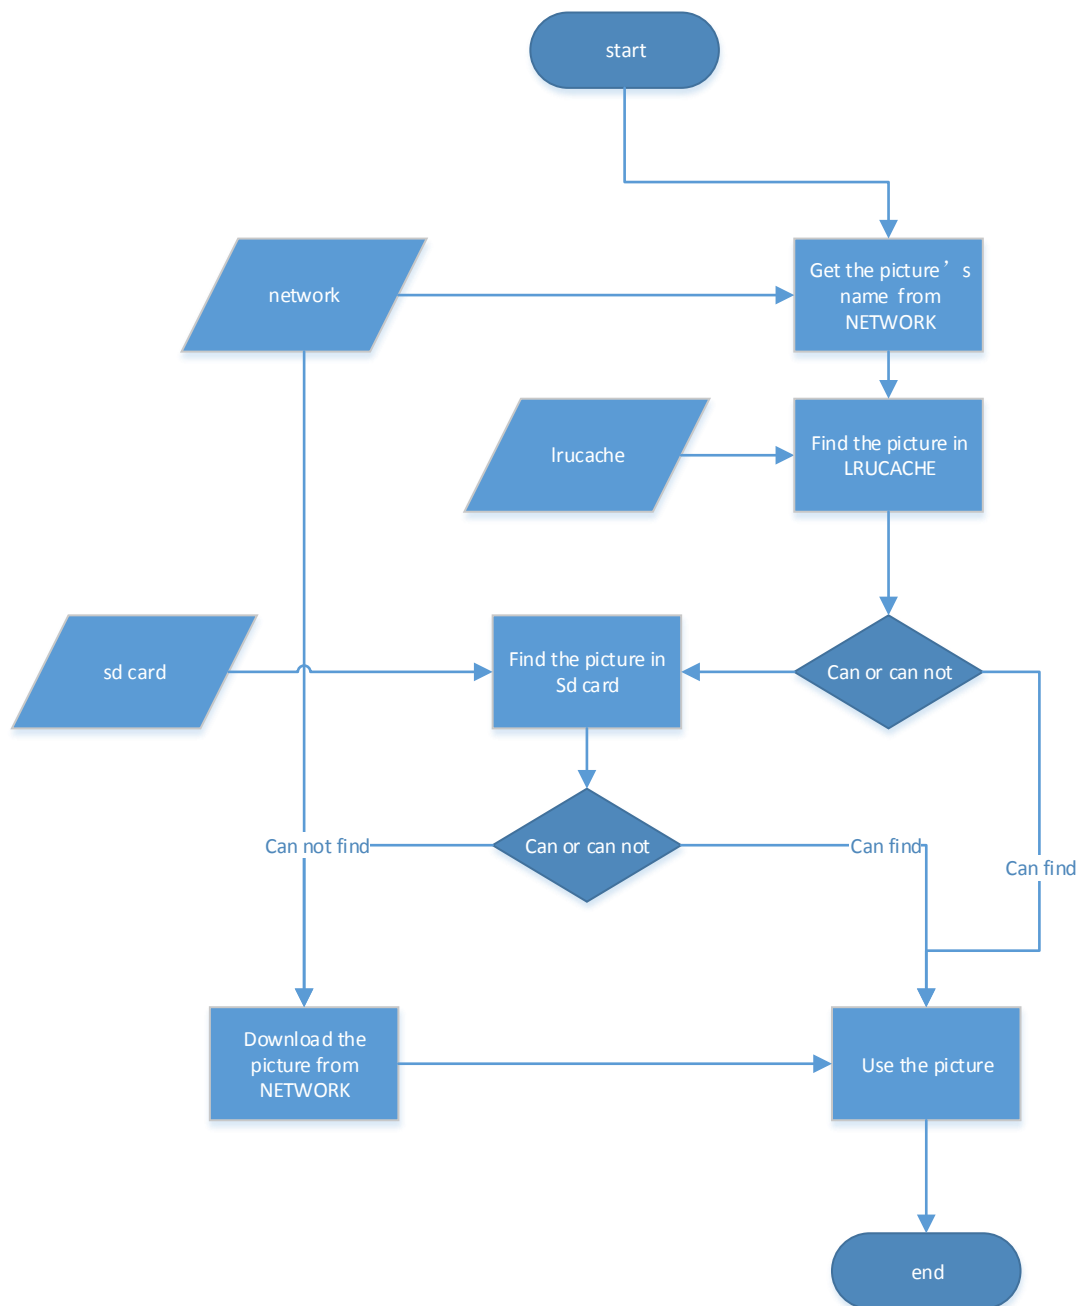 start
network
Get the picture’s
name from
NETWORK
lrucache
Find the picture in
LRUCACHE
sd card
Find the picture in
Sd card
Can or can not
Can not find
Can or can not
Can find
Can find
Download the
picture from
NETWORK
Use the picture
end